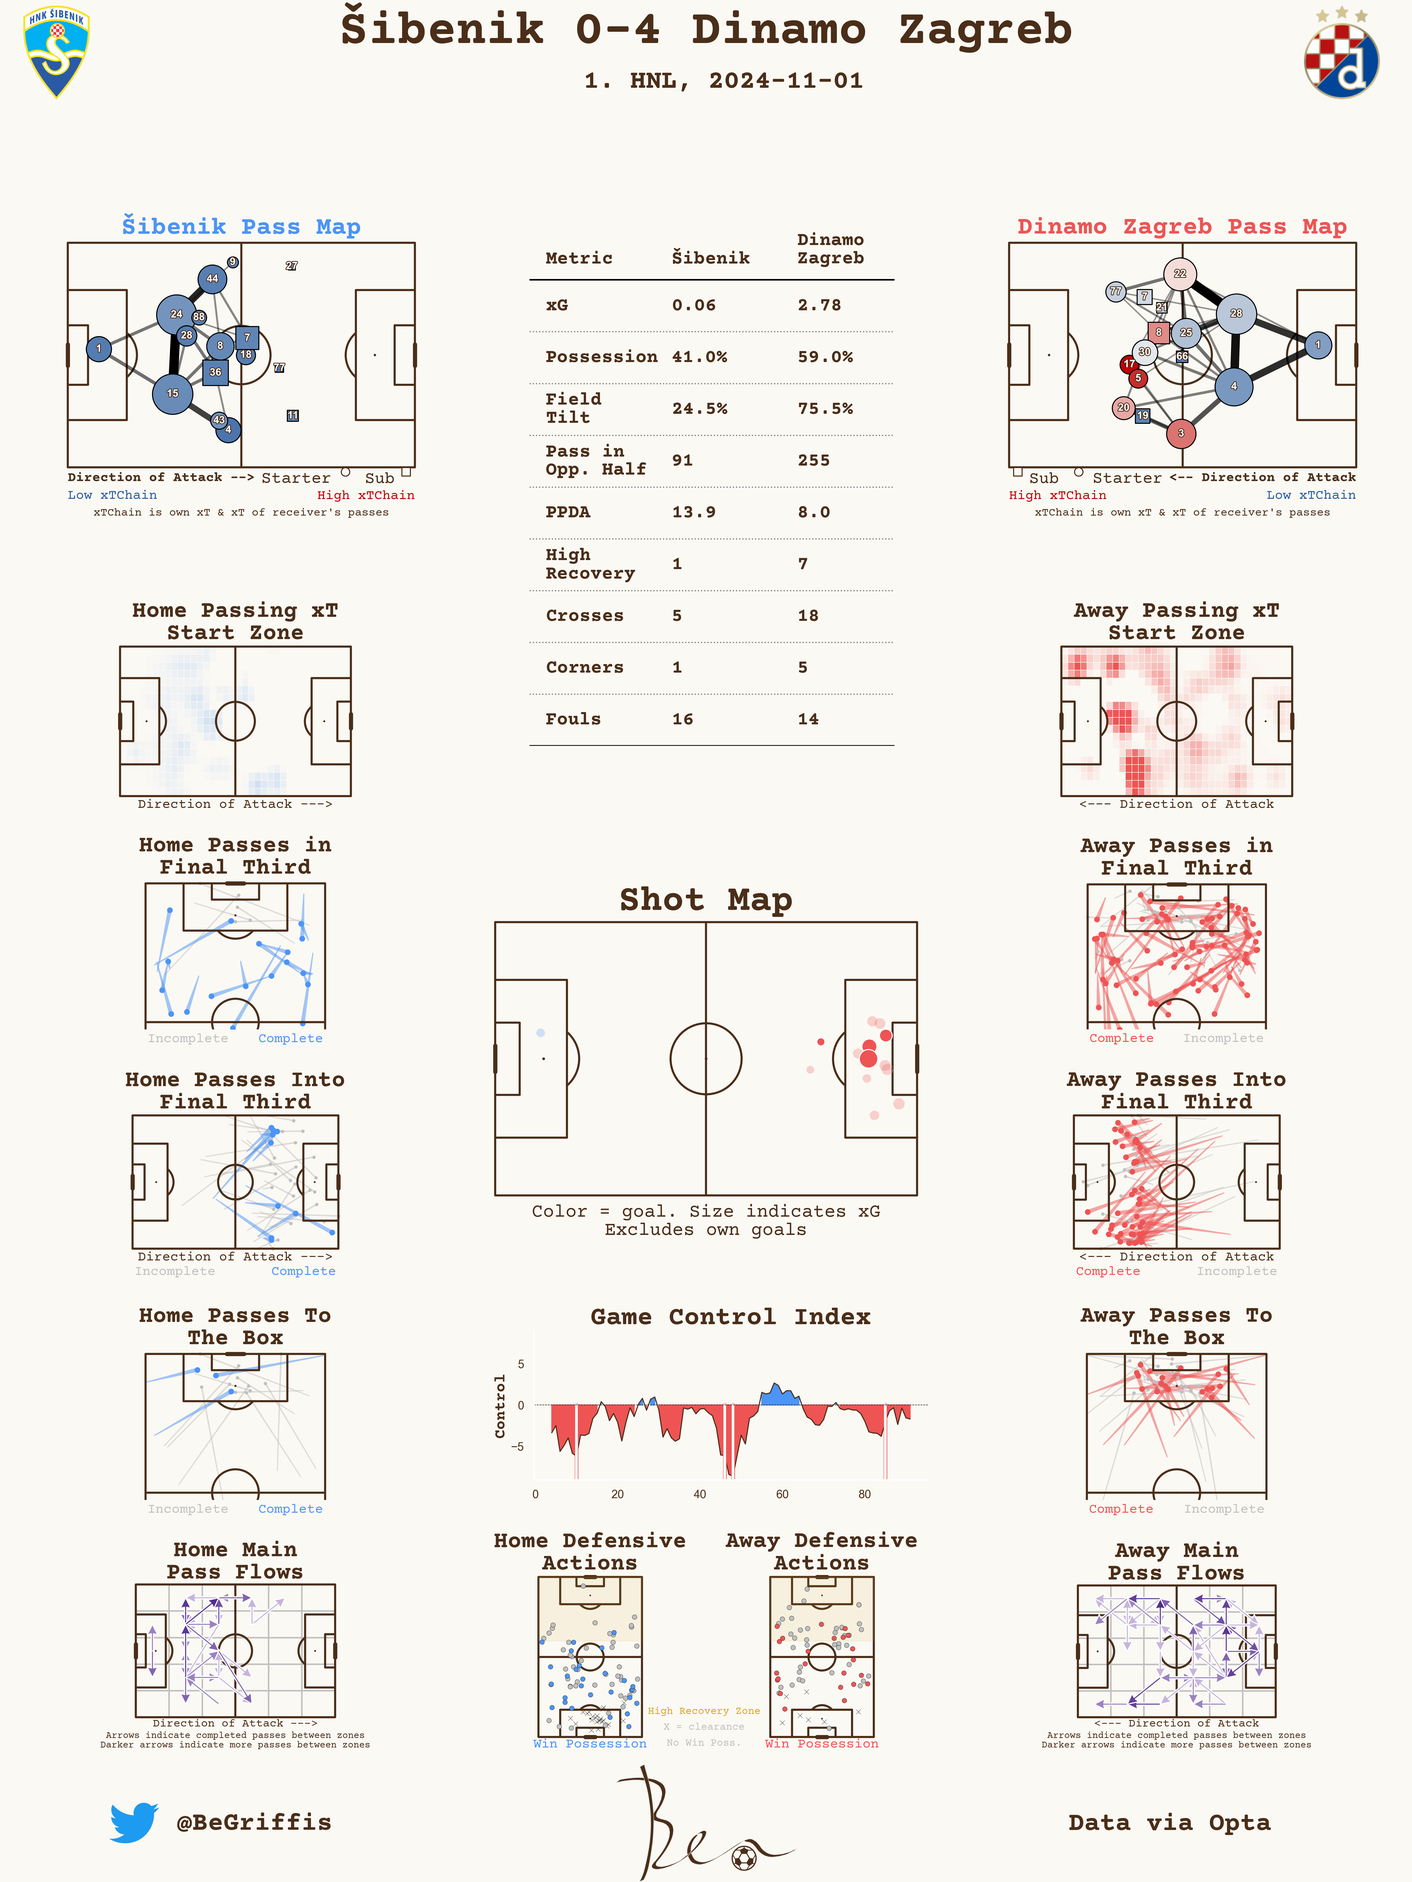 HNK ŠIBENIK
Šibenik 0-4 Dinamo Zagreb
1. HNL, 2024-11-01
Šibenik Pass Map
1
24
15
44
9
88
28
8
7
18
36
43
4
27
77
11
Direction of Attack --> Starter Sub
Low xTChain High xTChain
xTChain is own xT & xT of receiver's passes
Metric Šibenik Dinamo Zagreb
xG 0.06 2.78
Possession 41.0% 59.0%
Field Tilt 24.5% 75.5%
Pass in Opp. Half 91 255
PPDA 13.9 8.0
High Recovery 1 7
Crosses 5 18
Corners 1 5
Fouls 16 14
Dinamo Zagreb Pass Map
22
77
7
21
28
8
25
1
30
66
17
5
4
20
19
3
Sub Starter <-- Direction of Attack
High xTChain Low xTChain
xTChain is own xT & xT of receiver's passes
Home Passing xT
Start Zone
Direction of Attack --->
Away Passing xT
Start Zone
<--- Direction of Attack
Home Passes in
Final Third
Incomplete Complete
Away Passes in
Final Third
Complete Incomplete
Shot Map
Color = goal. Size indicates xG
Excludes own goals
Home Passes Into
Final Third
Direction of Attack --->
Incomplete Complete
Away Passes Into
Final Third
<--- Direction of Attack
Complete Incomplete
Home Passes To
The Box
Incomplete Complete
Game Control Index
Control
5
0
−5
0 20 40 60 80
Away Passes To
The Box
Complete Incomplete
Home Main
Pass Flows
Direction of Attack --->
Arrows indicate completed passes between zones
Darker arrows indicate more passes between zones
Home Defensive
Actions
Win Possession
Away Defensive
Actions
Win Possession
High Recovery Zone
X = clearance
No Win Poss.
Away Main
Pass Flows
<--- Direction of Attack
Arrows indicate completed passes between zones
Darker arrows indicate more passes between zones
@BeGriffis
Ben
Data via Opta